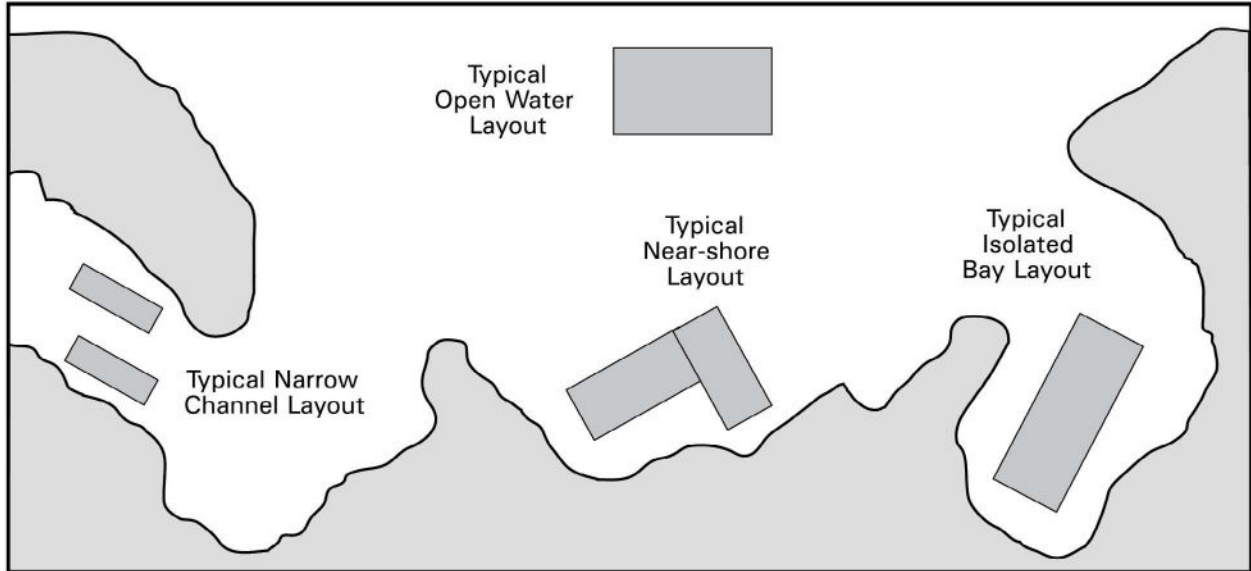 Typical
Open Water
Layout
Typical
Near-shore
Layout
Typical
Isolated
Bay Layout
Typical Narrow
Channel Layout